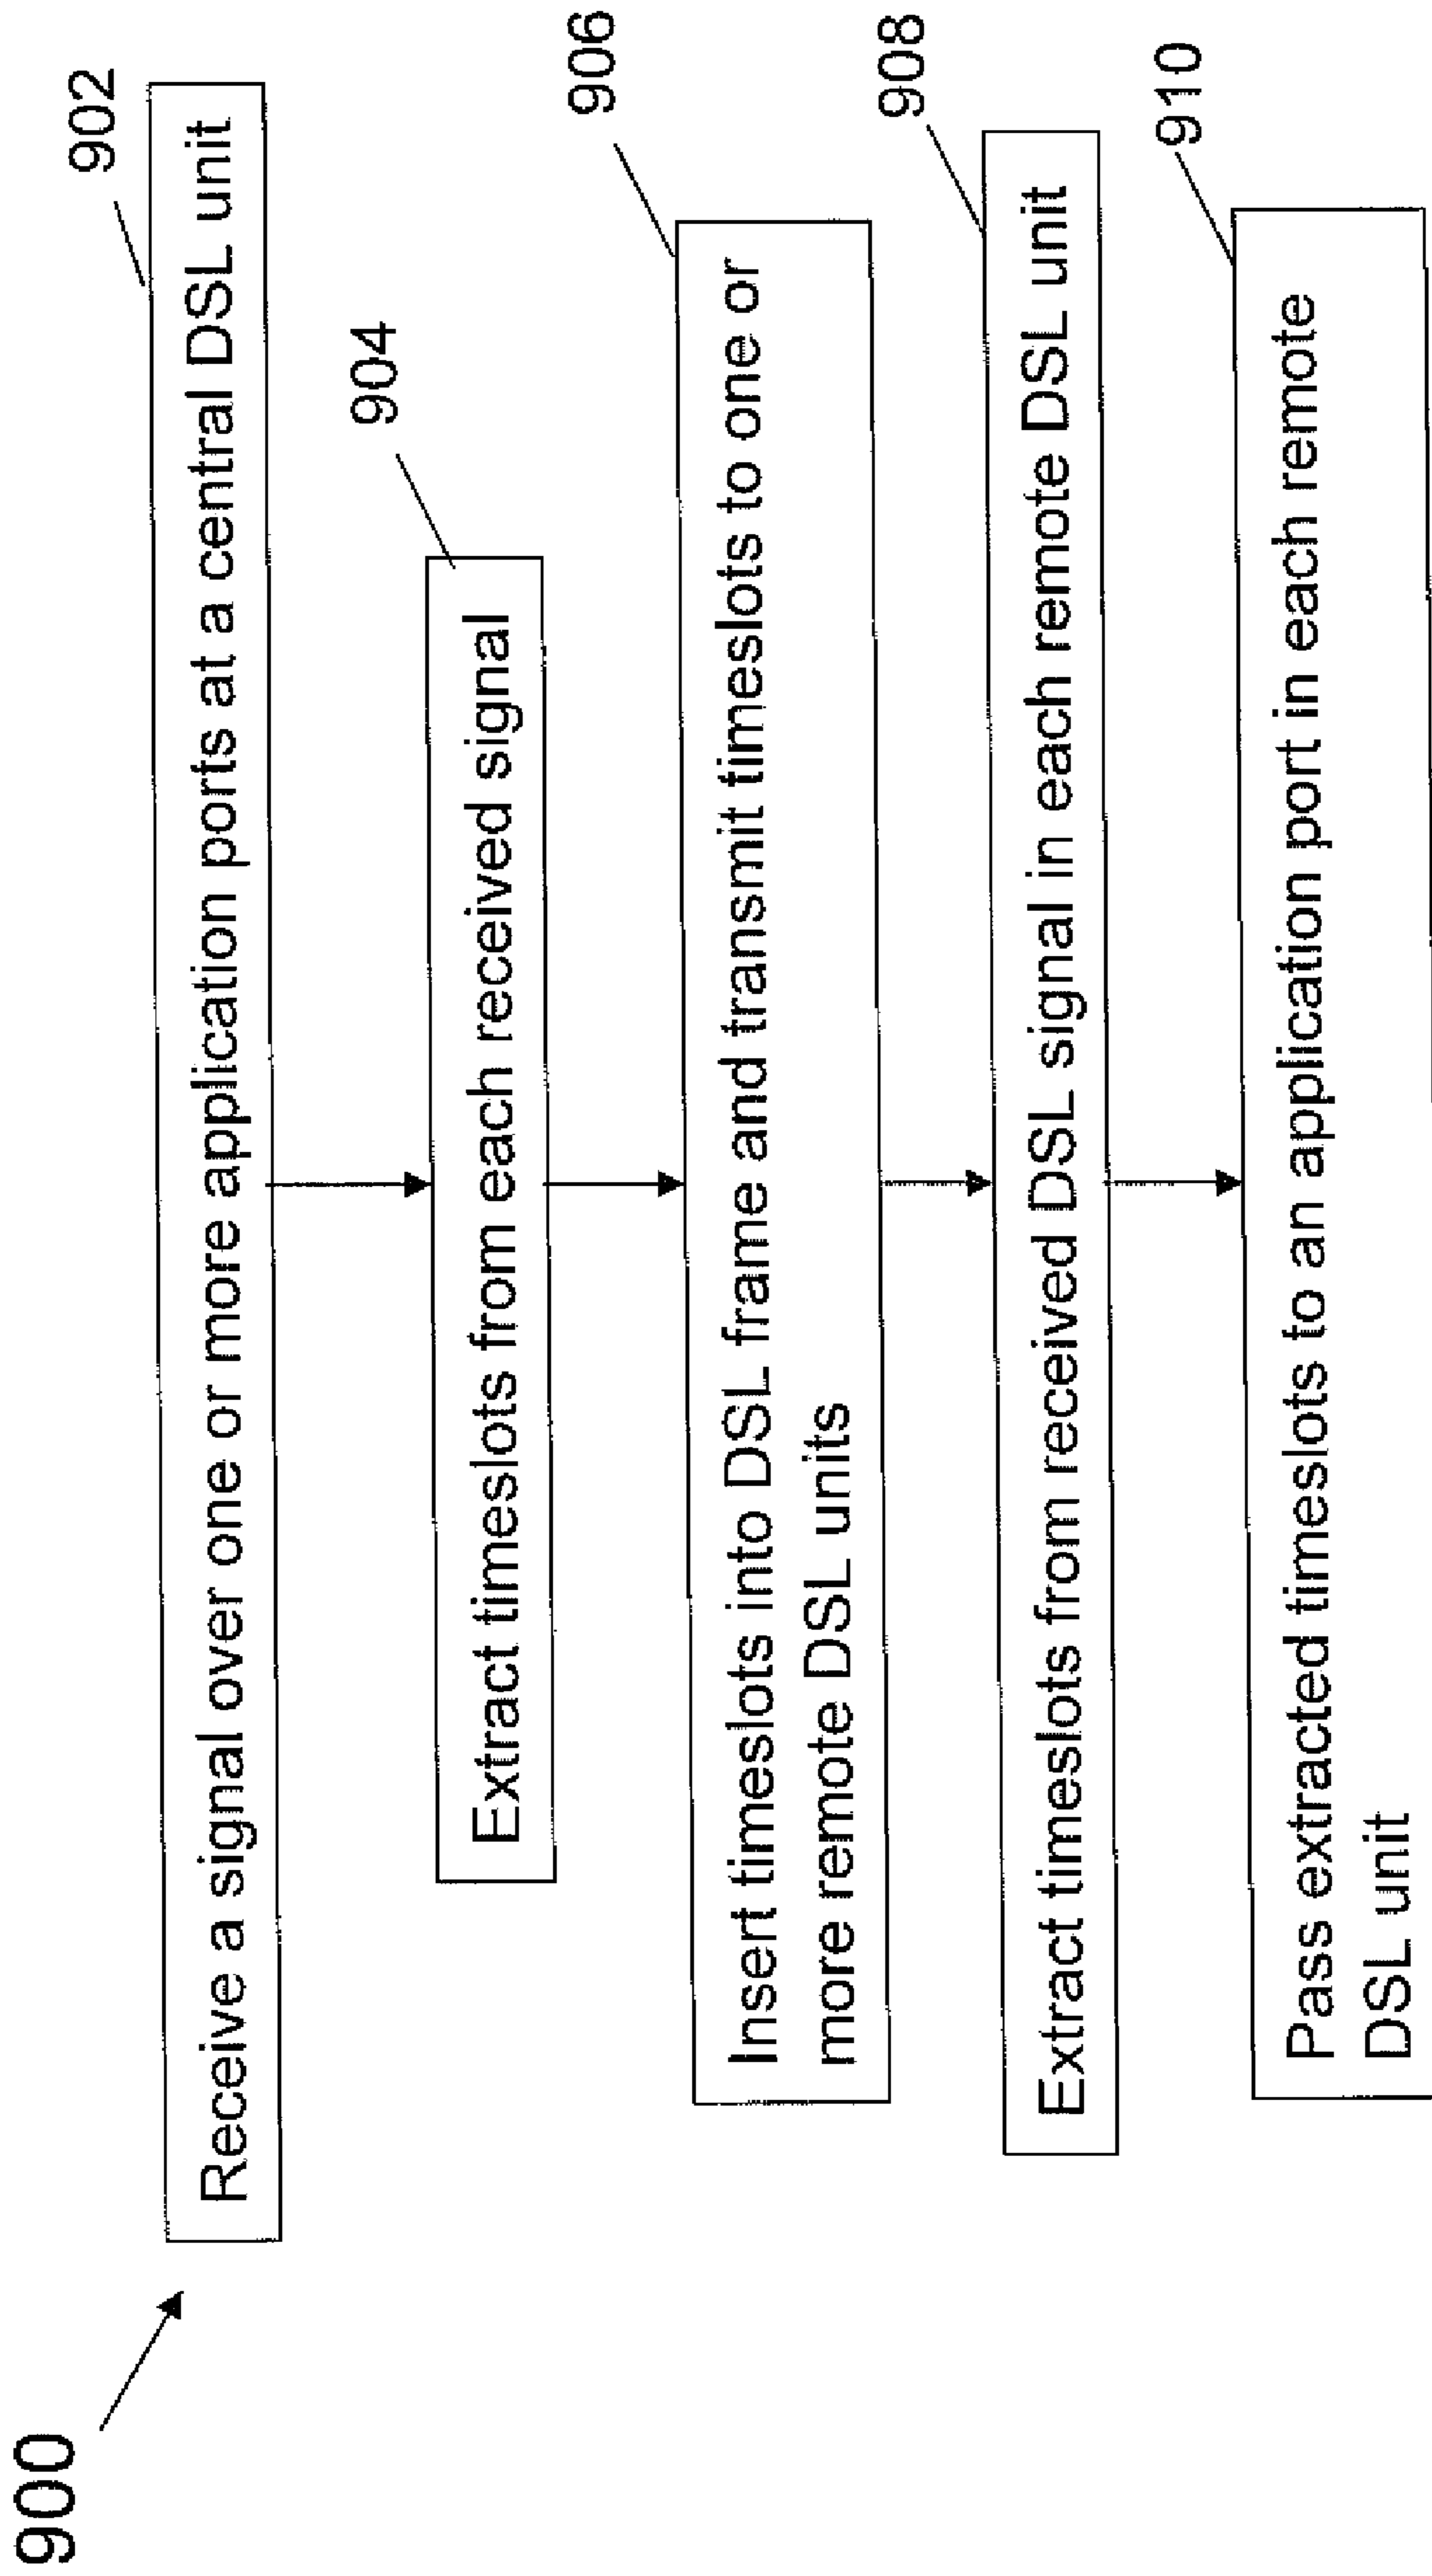 900
902
Receive a signal over one or more application ports at a central DSL unit
904
Extract timeslots from each received signal
906
Insert timeslots into DSL frame and transmit timeslots to one or
more remote DSL units
908
Extract timeslots from received DSL signal in each remote DSL unit
910
Pass extracted timeslots to an application port in each remote
DSL unit